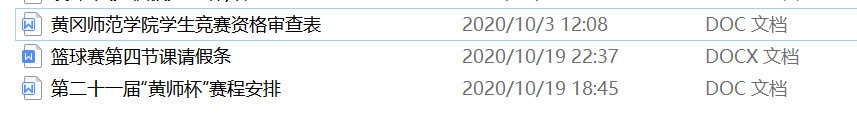 黄冈师范学院学生竞赛资格审查表 2020/10/3 12:08 DOC 文档
篮球赛第四节课请假条 2020/10/19 22:37 DOCX 文档
第二十一届“黄师杯”赛程安排 2020/10/19 18:45 DOC 文档